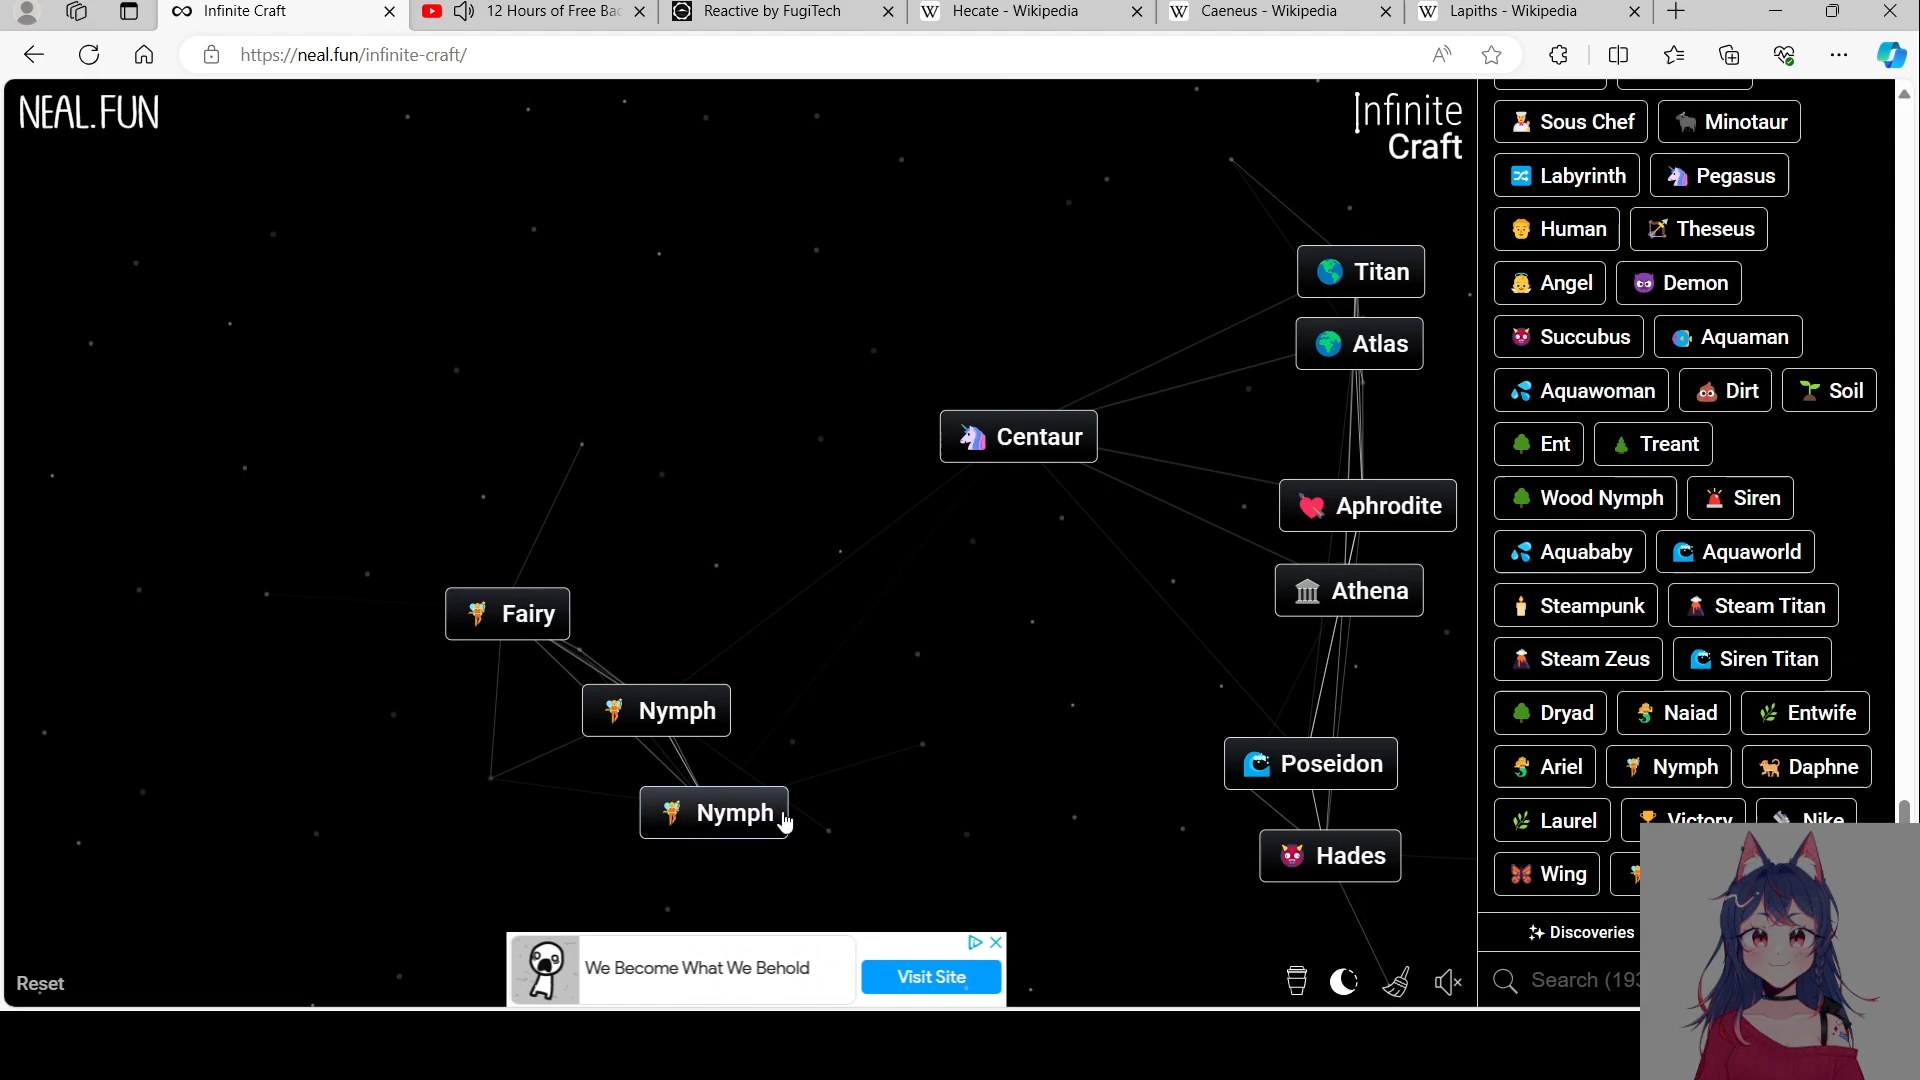 Infinite Craft
12 Hours of Free Bac
Reactive by FugiTech
Hecate - Wikipedia
Caeneus - Wikipedia
Lapiths - Wikipedia
https://neal.fun/infinite-craft/
NEAL.FUN
Infinite
Craft
Titan
Atlas
Centaur
Aphrodite
Athena
Fairy
Nymph
Poseidon
Nymph
Hades
We Become What We Behold
Visit Site
Reset
Sous Chef Minotaur
Labyrinth Pegasus
Human Theseus
Angel Demon
Succubus Aquaman
Aquawoman Dirt Soil
Ent Treant
Wood Nymph Siren
Aquababy Aquaworld
Steampunk Steam Titan
Steam Zeus Siren Titan
Dryad Naiad Entwife
Ariel Nymph Daphne
Laurel Victory Nike
Wing
Discoveries
Search (193